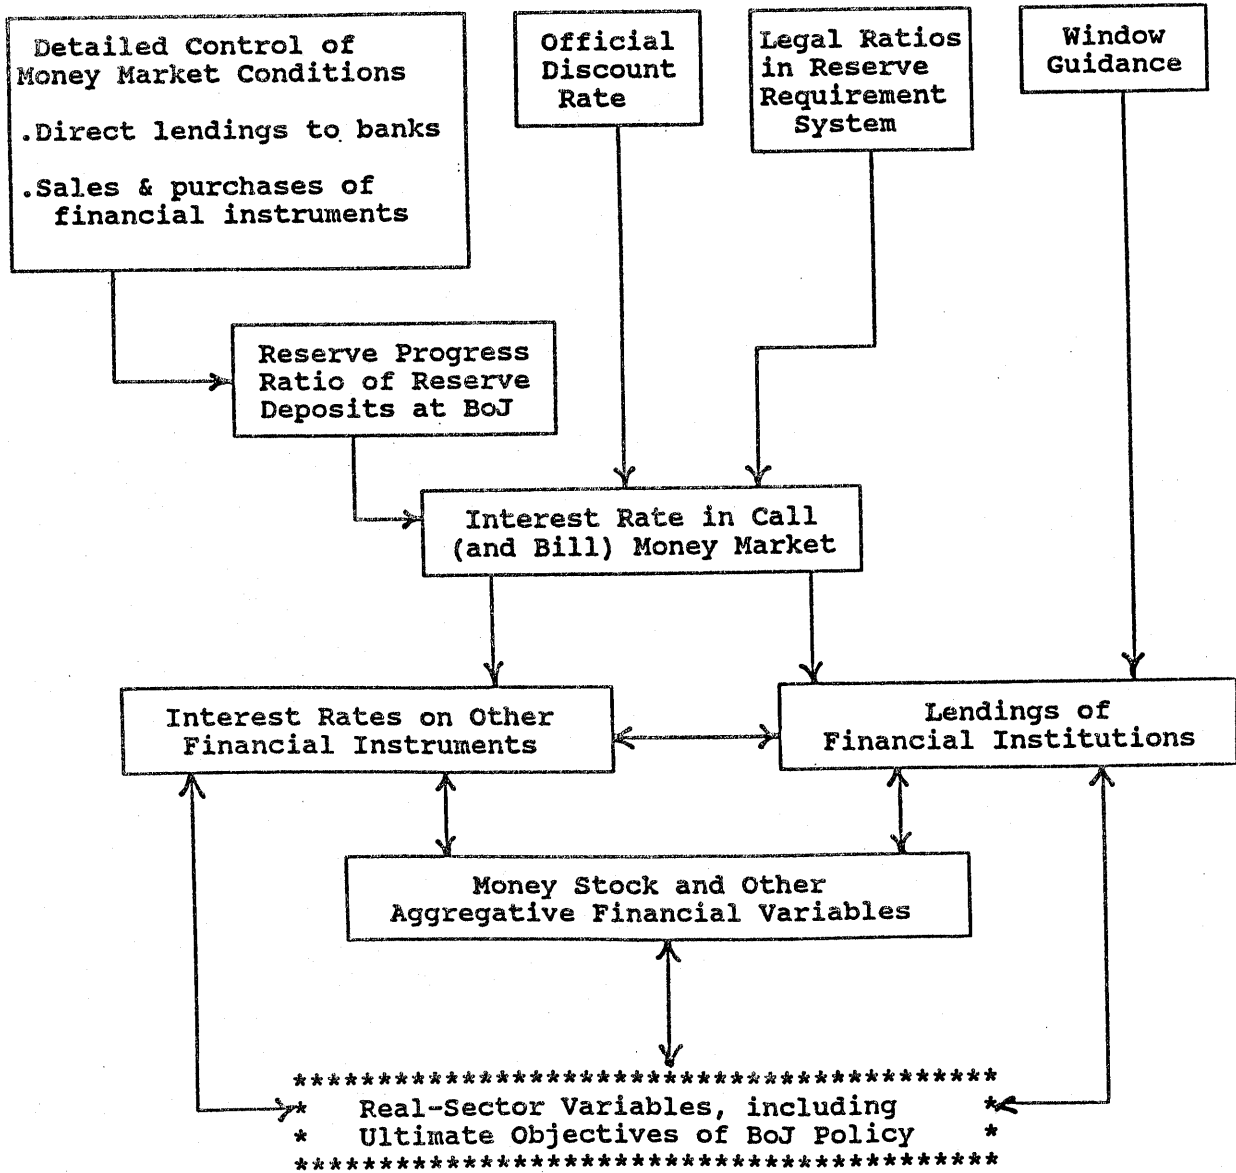 Detailed Control of
Money Market Conditions
.Direct lendings to banks
.Sales & purchases of
financial instruments
Official
Discount
Rate
Legal Ratios
in Reserve
Requirement
System
Window
Guidance
Reserve Progress
Ratio of Reserve
Deposits at BoJ
Interest Rate in Call
(and Bill) Money Market
Interest Rates on Other
Financial Instruments
Lendings of
Financial Institutions
Money Stock and Other
Aggregative Financial Variables
Real-Sector Variables, including
Ultimate Objectives of BoJ Policy